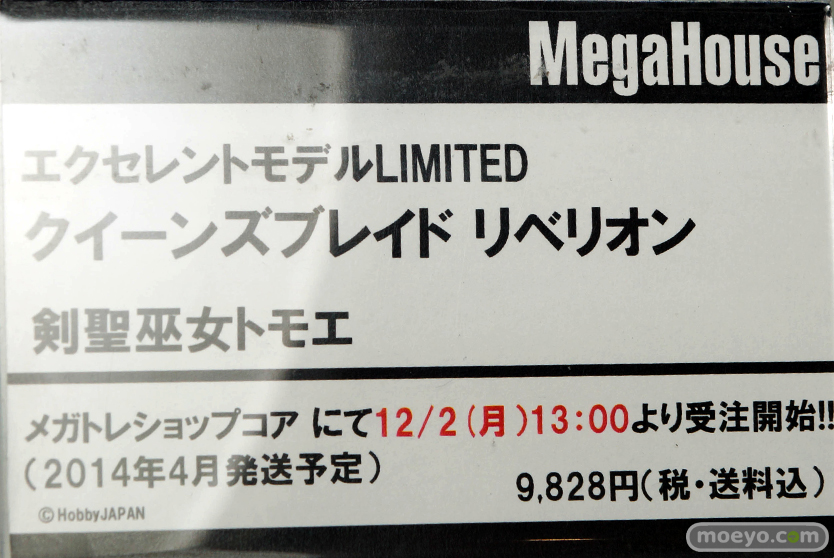 MegaHouse
エクセレントモデルLIMITED
クイーンズブレイド リベリオン
剣聖巫女トモエ
メガトレショップコア にて12/2(月)13:00より受注開始!!
(2014年4月発送予定)
9,828円(税・送料込)
©HobbyJAPAN
moeyo.com